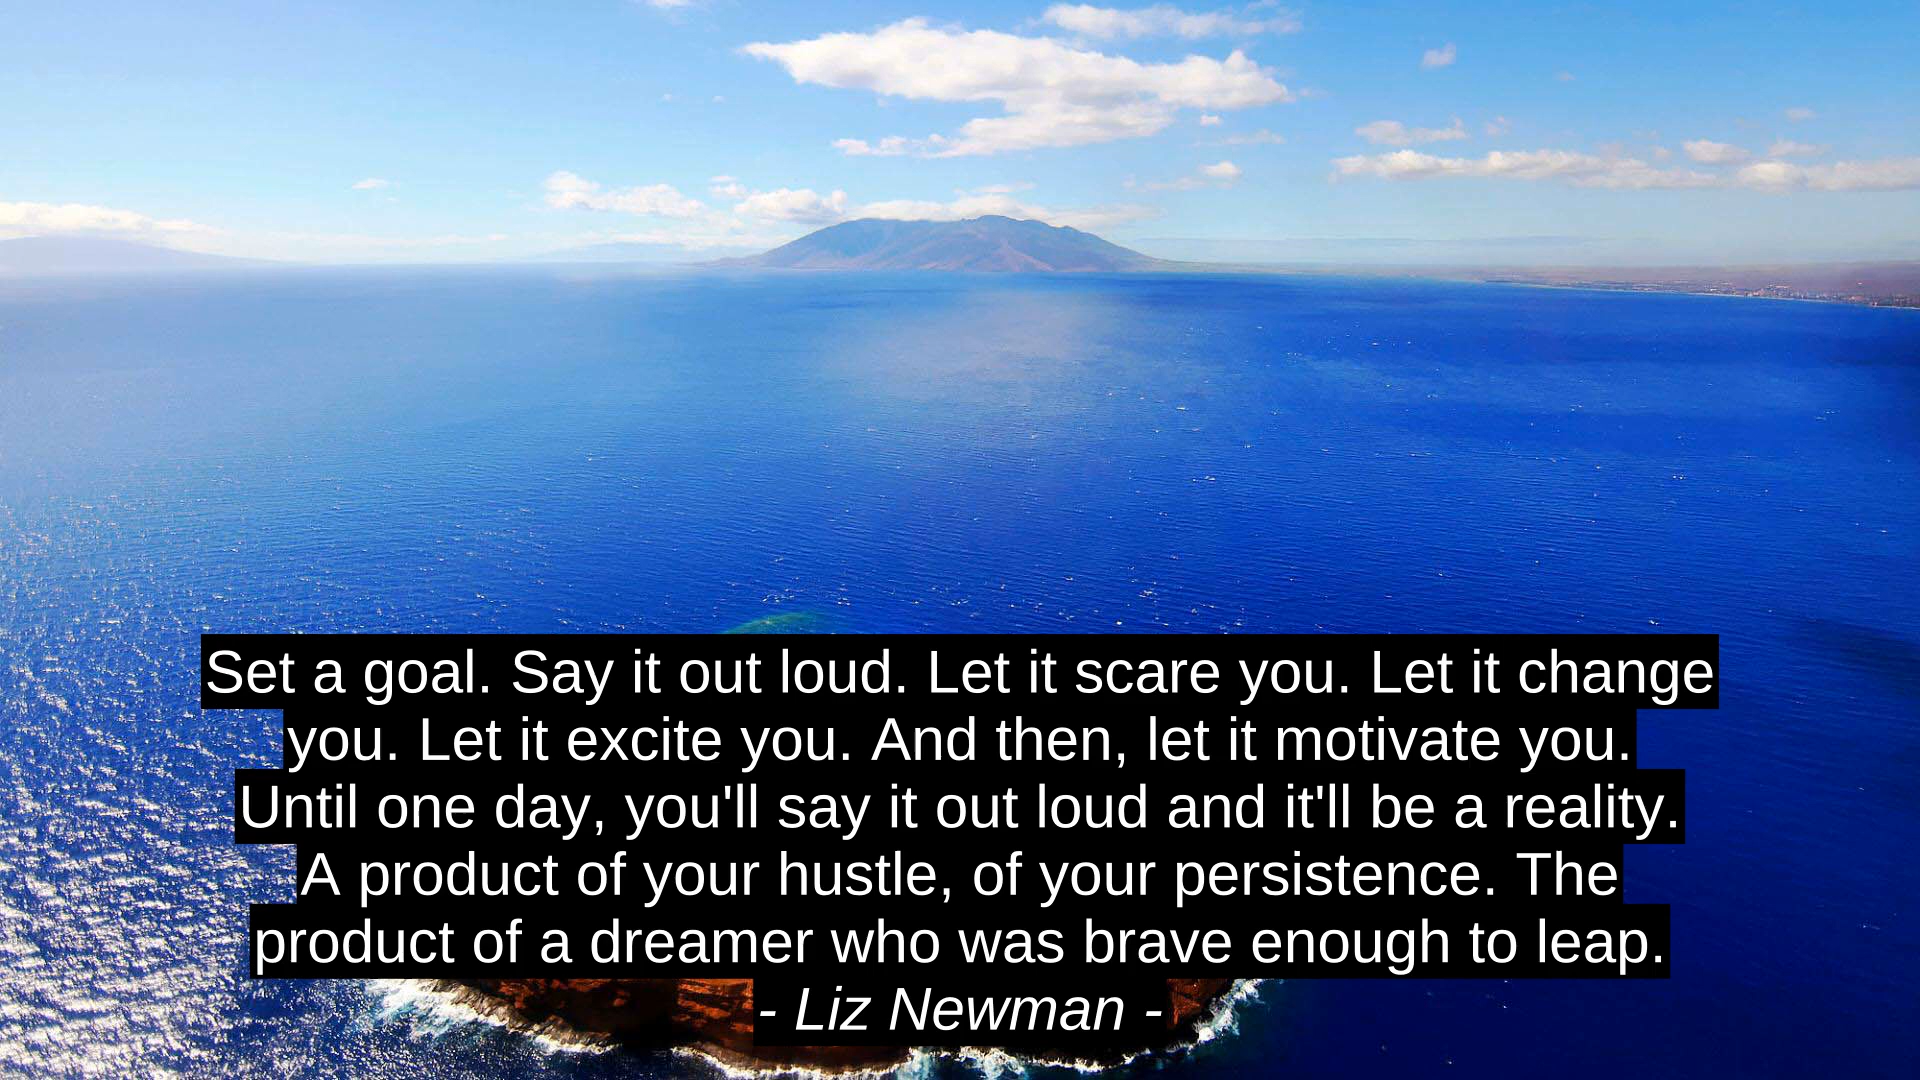 Set a goal. Say it out loud. Let it scare you. Let it change
you. Let it excite you. And then, let it motivate you.
Until one day, you'll say it out loud and it'll be a reality.
A product of your hustle, of your persistence. The
product of a dreamer who was brave enough to leap.
- Liz Newman -